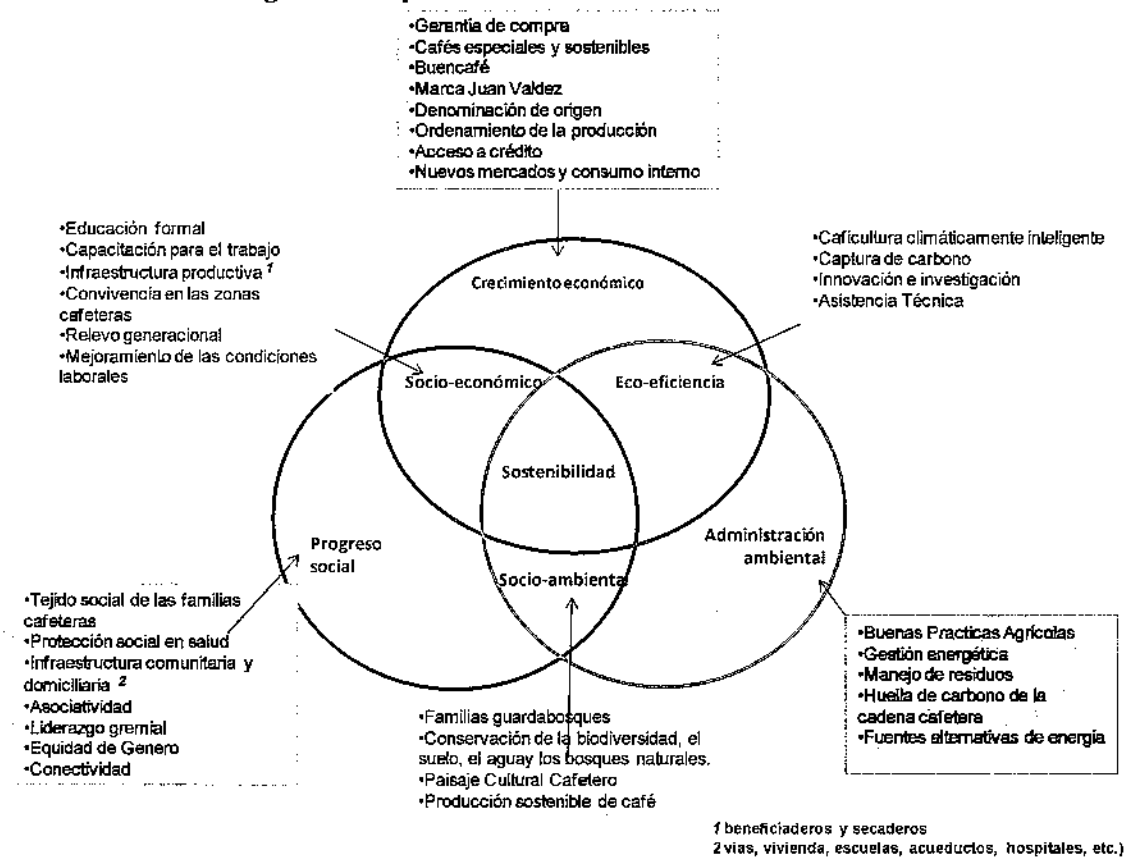 •Garantía de compra
•Cafés especiales y sostenibles
•Buencafé
•Marca Juan Valdez
•Denominación de origen
•Ordenamiento de la producción
•Acceso a crédito
•Nuevos mercados y consumo interno
•Educación formal
•Capacitación para el trabajo
•Infraestructura productiva 1
•Convivencia en las zonas
cafeteras
•Relevo generacional
•Mejoramiento de las condiciones
laborales
•Caficultura climáticamente inteligente
•Captura de carbono
•Innovación e investigación
•Asistencia Técnica
Crecimiento económico
Socio-económico
Eco-eficiencia
Sostenibilidad
Progreso
social
Administración
ambiental
Socio-ambiental
•Tejido social de las familias
cafeteras
•Protección social en salud
•Infraestructura comunitaria y
domiciliaria 2
•Asociatividad
•Liderazgo gremial
•Equidad de Genero
•Conectividad
•Familias guardabosques
•Conservación de la biodiversidad, el
suelo, el agua y los bosques naturales.
•Paisaje Cultural Cafetero
•Producción sostenible de café
•Buenas Practicas Agrícolas
•Gestión energética
•Manejo de residuos
•Huella de carbono de la
cadena cafetera
•Fuentes alternativas de energía
1 beneficiaderos y secaderos
2 vias, vivienda, escuelas, acueductos, hospitales, etc.)